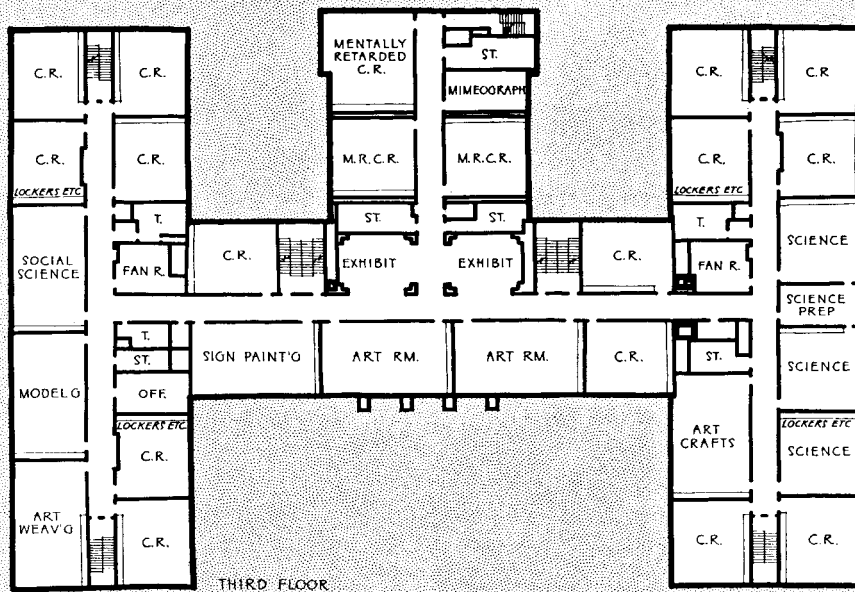 C.R.
C.R.
MENTALLY
RETARDED
C.R.
ST.
MIMEOGRAPH
C.R.
C.R
C.R.
LOCKERS ETC
C.R.
M.R.C.R.
M.R.C.R.
C.R.
LOCKERS ETC
C.R.
T.
ST.
ST.
T.
SOCIAL
SCIENCE
FAN R.
C.R.
EXHIBIT
EXHIBIT
C.R.
FAN R.
SCIENCE
SCIENCE
PREP
T.
ST.
SIGN PAINT'G
ART RM.
ART RM.
C.R.
ST.
SCIENCE
MODEL'G
OFF.
LOCKERS ETC.
C.R.
ART
CRAFTS
LOCKERS ETC
SCIENCE
ART
WEAV'G
C.R.
C.R.
C.R.
THIRD FLOOR